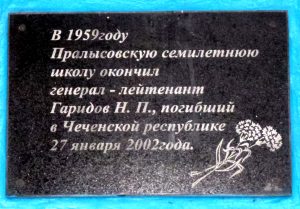 В 1959году
Пралысовскую семилетнюю
школу окончил
генерал - лейтенант
Гаридов Н. П., погибший
в Чеченской республике
27 января 2002года.